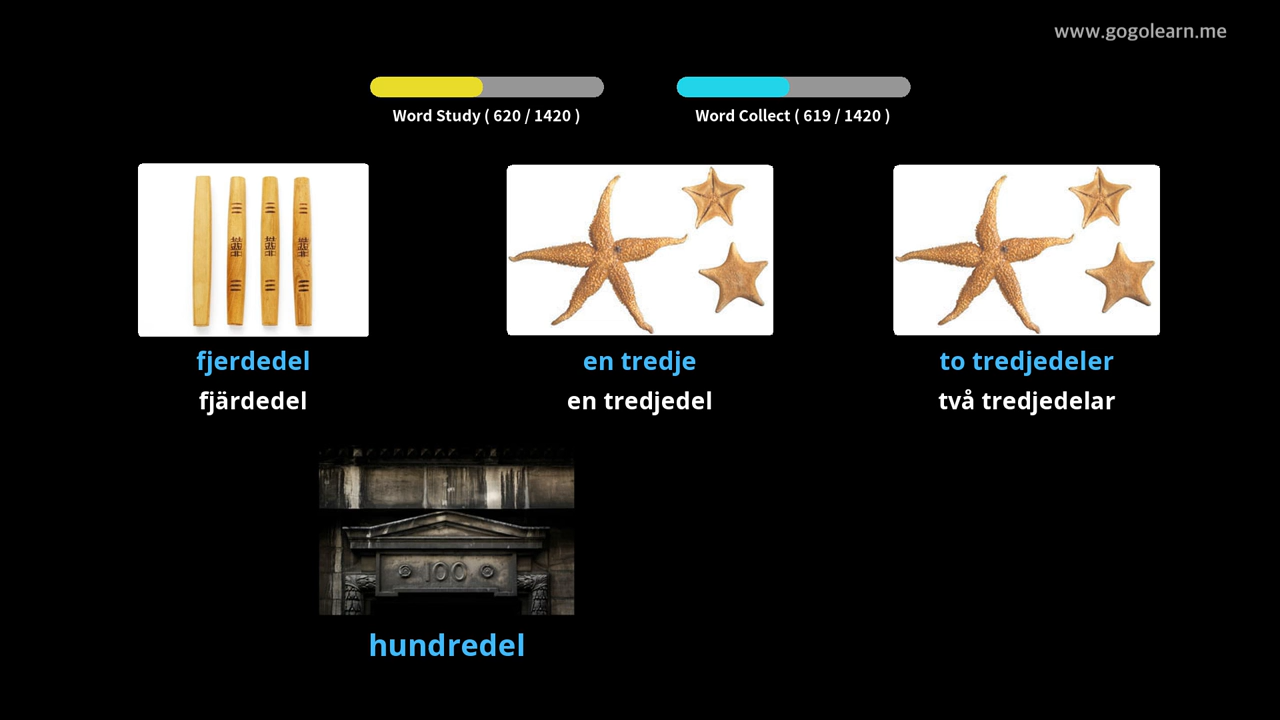 www.gogolearn.me
Word Study ( 620 / 1420 )
Word Collect ( 619 / 1420 )
fjerdedel
fjärdedel
en tredje
en tredjedel
to tredjedeler
två tredjedelar
100
hundredel